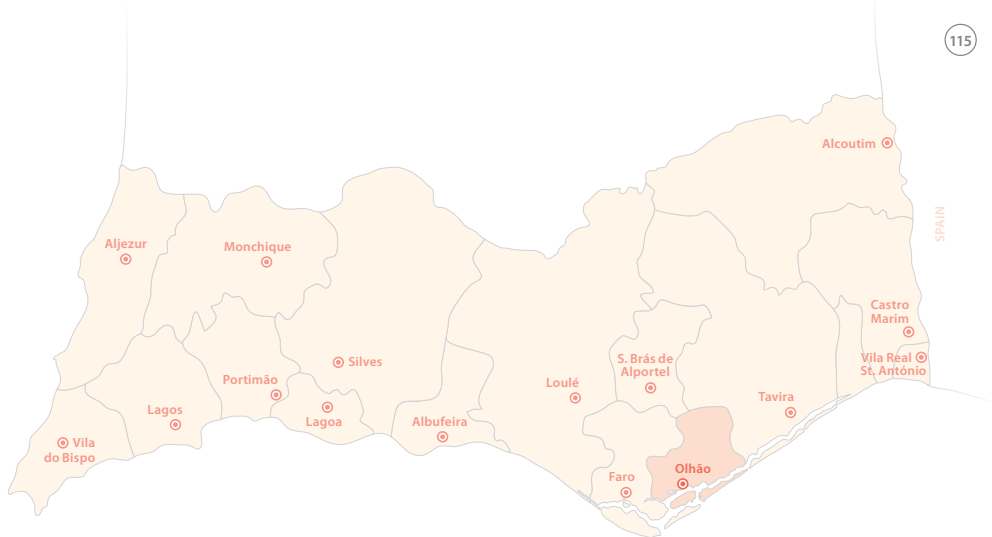 115
Alcoutim
SPAIN
Aljezur
Monchique
Castro
Marim
Vila Real
St. António
Silves
S. Brás de
Alportel
Portimão
Loulé
Tavira
Lagos
Lagoa
Albufeira
Vila
do Bispo
Olhão
Faro